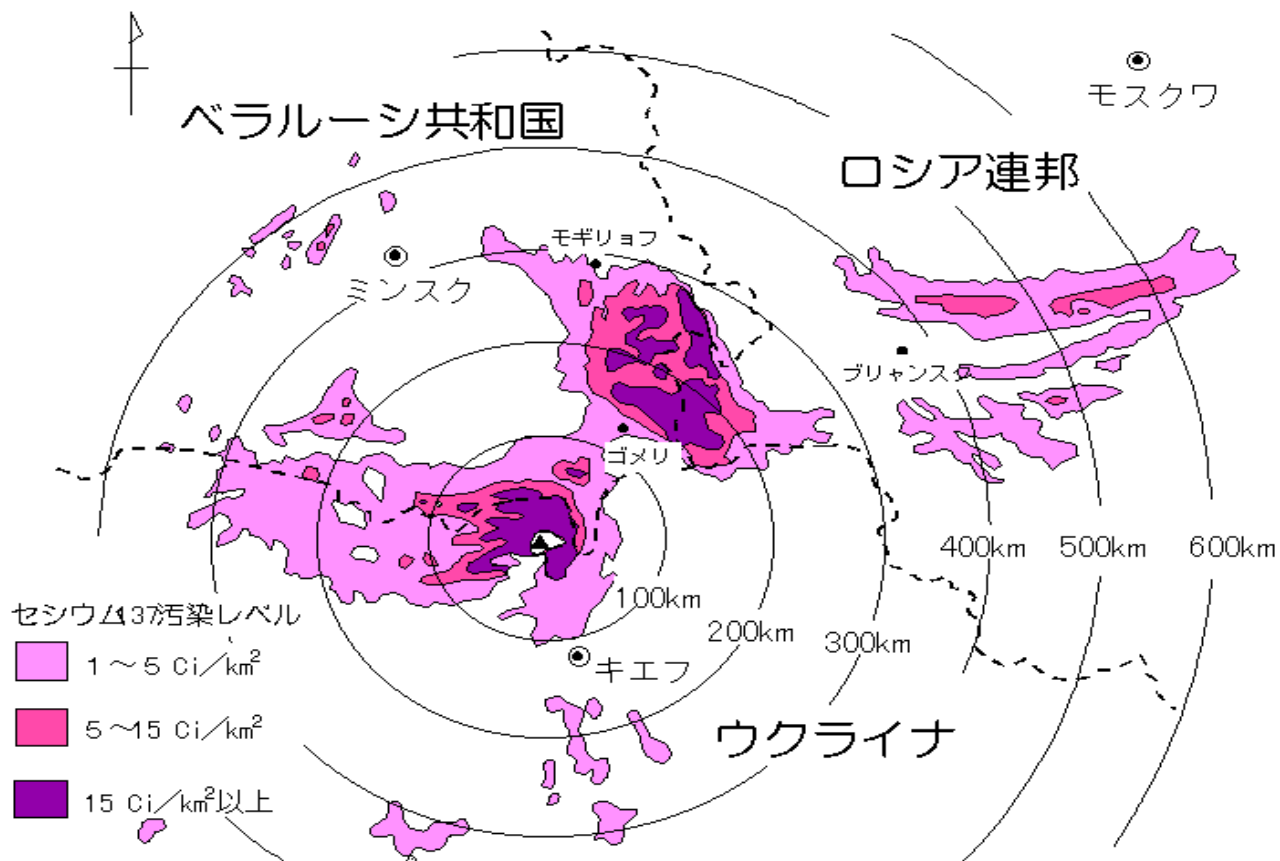 モスクワ
ベラルーシ共和国
ロシア連邦
モギリョフ
ミンスク
ブリャンスク
ゴメリ
400km
500km
600km
100km
200km
300km
キエフ
ウクライナ
セシウム137汚染レベル
1～5 Ci／km²
5～15 Ci／km²
15 Ci／km²以上